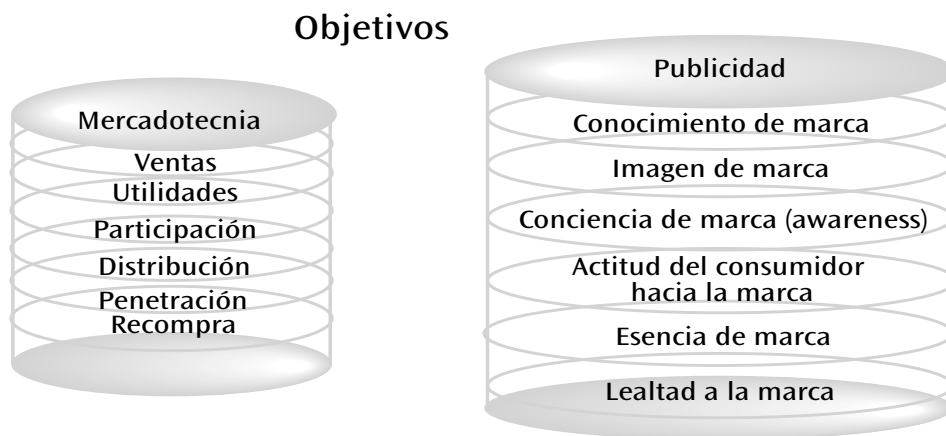 Objetivos
Mercadotecnia
Ventas
Utilidades
Participación
Distribución
Penetración
Recompra
Publicidad
Conocimiento de marca
Imagen de marca
Conciencia de marca (awareness)
Actitud del consumidor
hacia la marca
Esencia de marca
Lealtad a la marca